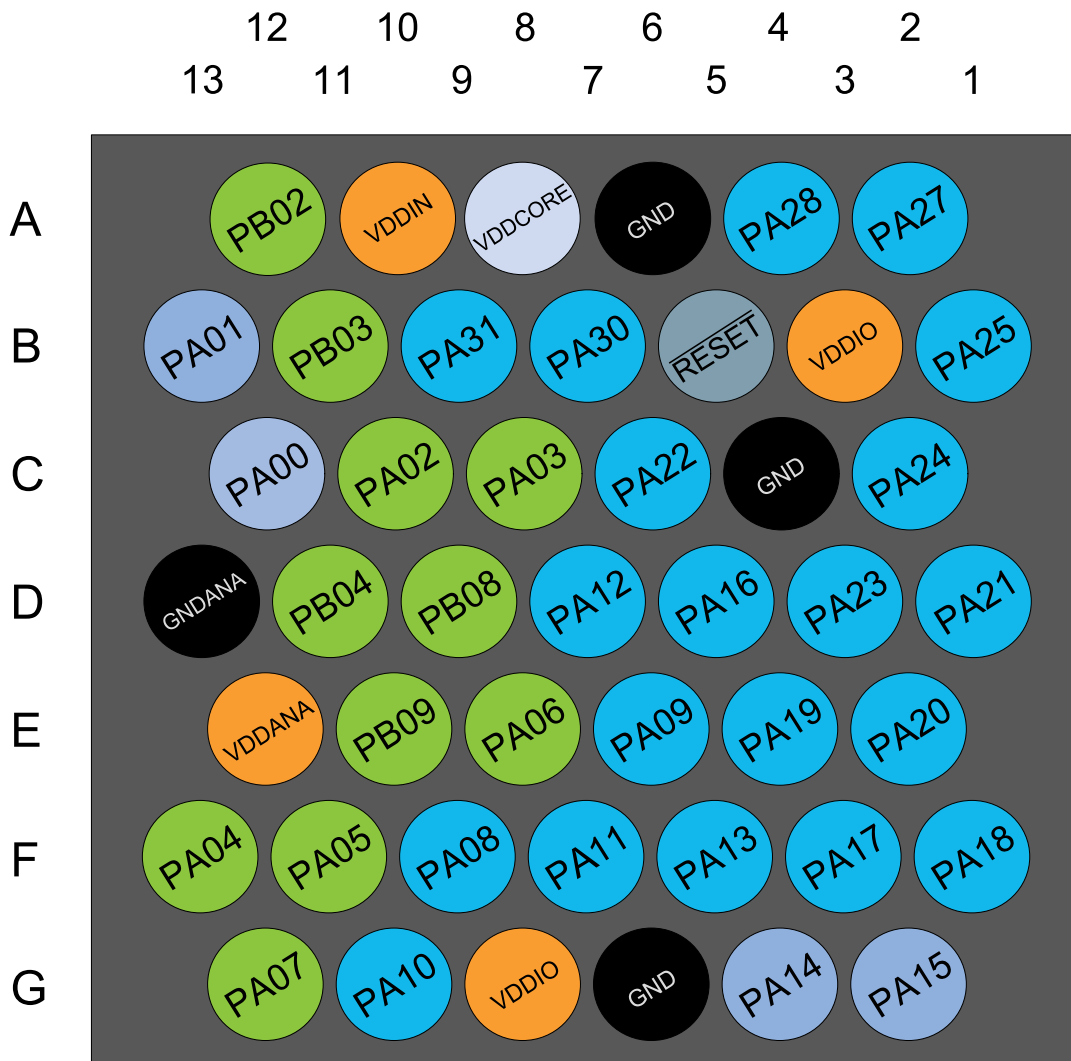 12 10 8 6 4 2
13 11 9 7 5 3 1
A PB02 VDDIN VDDCORE GND PA28 PA27
B PA01 PB03 PA31 PA30 RESET VDDIO PA25
C PA00 PA02 PA03 PA22 GND PA24
D GNDANA PB04 PB08 PA12 PA16 PA23 PA21
E VDDANA PB09 PA06 PA09 PA19 PA20
F PA04 PA05 PA08 PA11 PA13 PA17 PA18
G PA07 PA10 VDDIO GND PA14 PA15